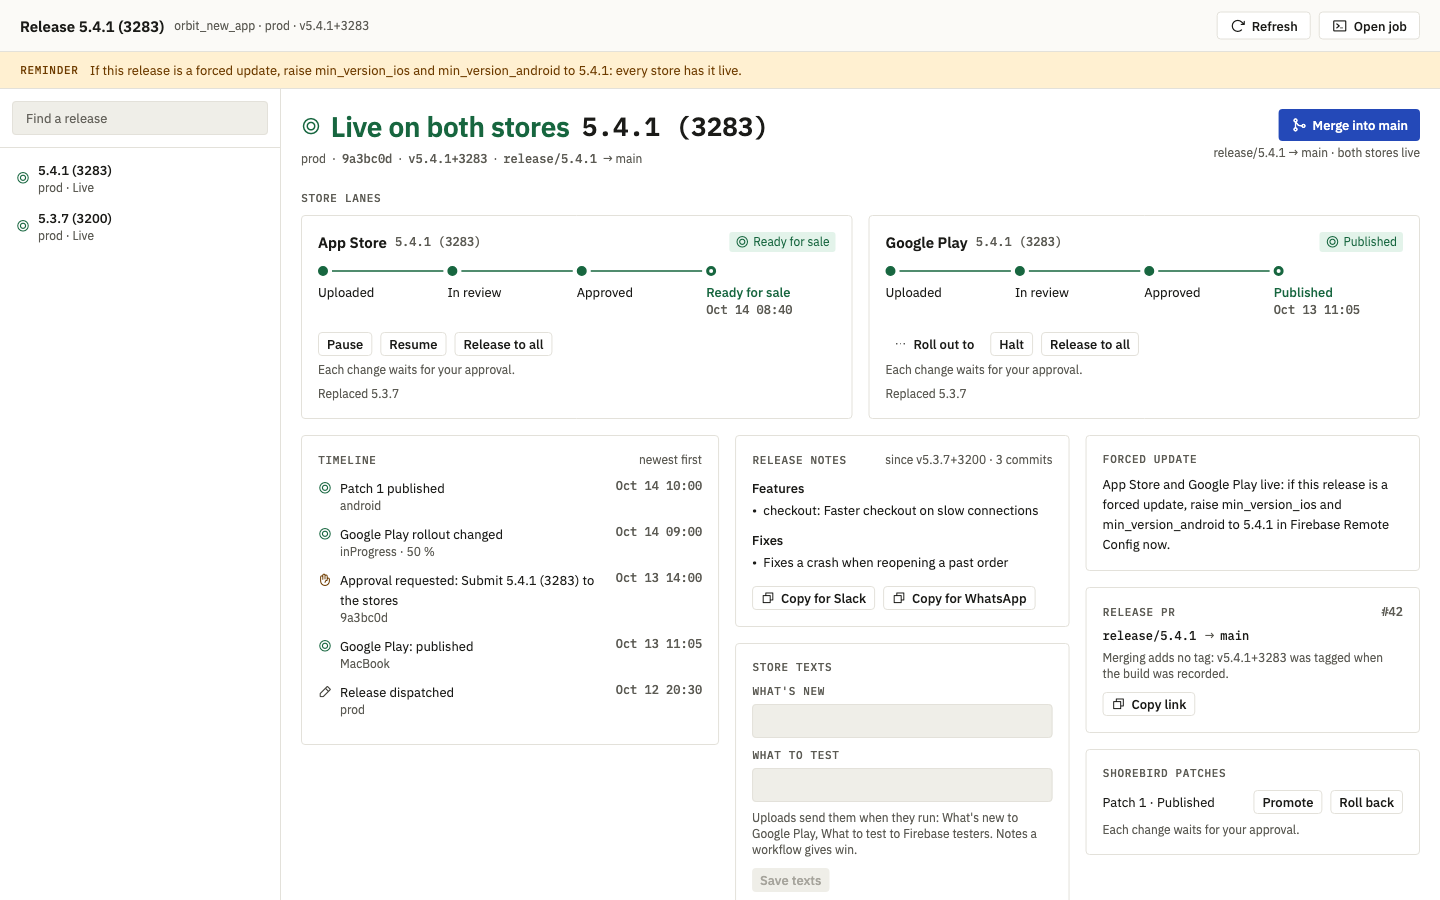 Release 5.4.1 (3283) orbit_new_app · prod · v5.4.1+3283
Refresh
Open job
REMINDER If this release is a forced update, raise min_version_ios and min_version_android to 5.4.1: every store has it live.
Find a release
5.4.1 (3283)
prod · Live
5.3.7 (3200)
prod · Live
Live on both stores 5.4.1 (3283)
prod · 9a3bc0d · v5.4.1+3283 · release/5.4.1 → main
Merge into main
release/5.4.1 → main · both stores live
STORE LANES
App Store 5.4.1 (3283)
Ready for sale
Uploaded
In review
Approved
Ready for sale
Oct 14 08:40
Pause
Resume
Release to all
Each change waits for your approval.
Replaced 5.3.7
Google Play 5.4.1 (3283)
Published
Uploaded
In review
Approved
Published
Oct 13 11:05
··· Roll out to
Halt
Release to all
Each change waits for your approval.
Replaced 5.3.7
TIMELINE
newest first
Patch 1 published
Oct 14 10:00
android
Google Play rollout changed
Oct 14 09:00
inProgress · 50 %
Approval requested: Submit 5.4.1 (3283) to
Oct 13 14:00
the stores
9a3bc0d
Google Play: published
Oct 13 11:05
MacBook
Release dispatched
Oct 12 20:30
prod
RELEASE NOTES
since v5.3.7+3200 · 3 commits
Features
• checkout: Faster checkout on slow connections
Fixes
• Fixes a crash when reopening a past order
Copy for Slack
Copy for WhatsApp
STORE TEXTS
WHAT'S NEW
WHAT TO TEST
Uploads send them when they run: What's new to
Google Play, What to test to Firebase testers. Notes a
workflow gives win.
Save texts
FORCED UPDATE
App Store and Google Play live: if this release is a
forced update, raise min_version_ios and
min_version_android to 5.4.1 in Firebase Remote
Config now.
RELEASE PR
#42
release/5.4.1 → main
Merging adds no tag: v5.4.1+3283 was tagged when
the build was recorded.
Copy link
SHOREBIRD PATCHES
Patch 1 · Published
Promote
Roll back
Each change waits for your approval.